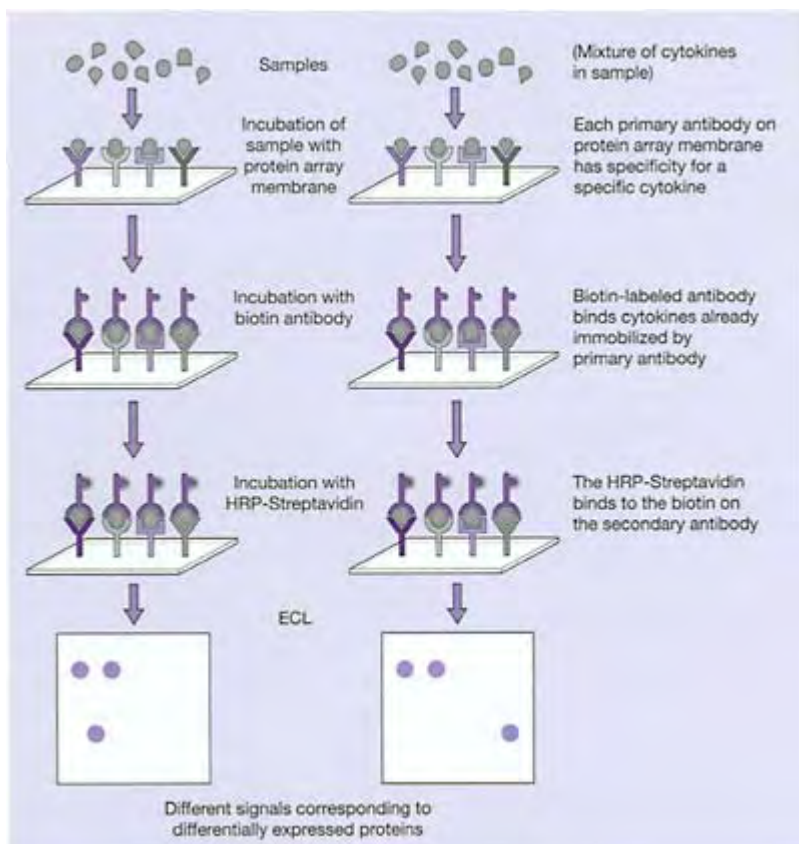 Samples
(Mixture of cytokines
in sample)
Incubation of
sample with
protein array
membrane
Each primary antibody on
protein array membrane
has specificity for a
specific cytokine
Incubation with
biotin antibody
Biotin-labeled antibody
binds cytokines already
immobilized by
primary antibody
Incubation with
HRP-Streptavidin
The HRP-Streptavidin
binds to the biotin on
the secondary antibody
ECL
Different signals corresponding to
differentially expressed proteins